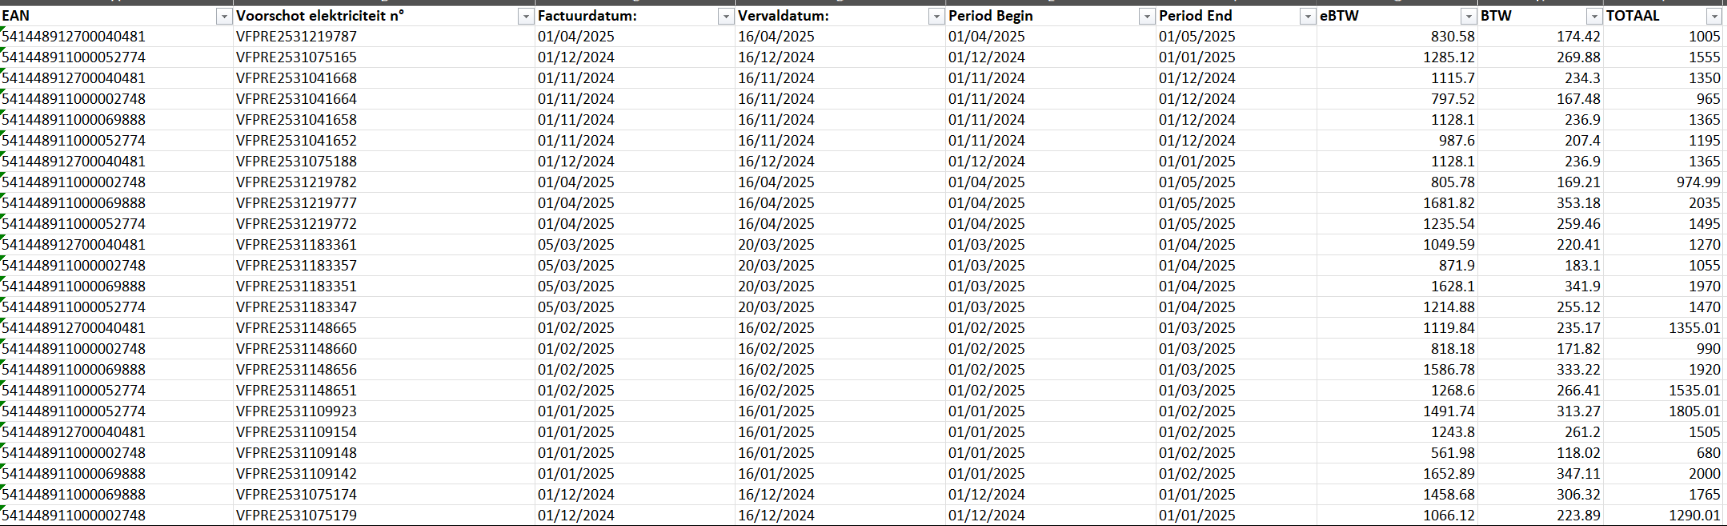 EAN Voorschot elektriciteit n° Factuurdatum: Vervaldatum: Period Begin Period End eBTW BTW TOTAAL
541448912700040481 VFPRE2531219787 01/04/2025 16/04/2025 01/04/2025 01/05/2025 830.58 174.42 1005
541448911000052774 VFPRE2531075165 01/12/2024 16/12/2024 01/12/2024 01/01/2025 1285.12 269.88 1555
541448912700040481 VFPRE2531041668 01/11/2024 16/11/2024 01/11/2024 01/12/2024 1115.7 234.3 1350
541448911000002748 VFPRE2531041664 01/11/2024 16/11/2024 01/11/2024 01/12/2024 797.52 167.48 965
541448911000069888 VFPRE2531041658 01/11/2024 16/11/2024 01/11/2024 01/12/2024 1128.1 236.9 1365
541448911000052774 VFPRE2531041652 01/11/2024 16/11/2024 01/11/2024 01/12/2024 987.6 207.4 1195
541448912700040481 VFPRE2531075188 01/12/2024 16/12/2024 01/12/2024 01/01/2025 1128.1 236.9 1365
541448911000002748 VFPRE2531219782 01/04/2025 16/04/2025 01/04/2025 01/05/2025 805.78 169.21 974.99
541448911000069888 VFPRE2531219777 01/04/2025 16/04/2025 01/04/2025 01/05/2025 1681.82 353.18 2035
541448911000052774 VFPRE2531219772 01/04/2025 16/04/2025 01/04/2025 01/05/2025 1235.54 259.46 1495
541448912700040481 VFPRE2531183361 05/03/2025 20/03/2025 01/03/2025 01/04/2025 1049.59 220.41 1270
541448911000002748 VFPRE2531183357 05/03/2025 20/03/2025 01/03/2025 01/04/2025 871.9 183.1 1055
541448911000069888 VFPRE2531183351 05/03/2025 20/03/2025 01/03/2025 01/04/2025 1628.1 341.9 1970
541448911000052774 VFPRE2531183347 05/03/2025 20/03/2025 01/03/2025 01/04/2025 1214.88 255.12 1470
541448912700040481 VFPRE2531148665 01/02/2025 16/02/2025 01/02/2025 01/03/2025 1119.84 235.17 1355.01
541448911000002748 VFPRE2531148660 01/02/2025 16/02/2025 01/02/2025 01/03/2025 818.18 171.82 990
541448911000069888 VFPRE2531148656 01/02/2025 16/02/2025 01/02/2025 01/03/2025 1586.78 333.22 1920
541448911000052774 VFPRE2531148651 01/02/2025 16/02/2025 01/02/2025 01/03/2025 1268.6 266.41 1535.01
541448911000052774 VFPRE2531109923 01/01/2025 16/01/2025 01/01/2025 01/02/2025 1491.74 313.27 1805.01
541448912700040481 VFPRE2531109154 01/01/2025 16/01/2025 01/01/2025 01/02/2025 1243.8 261.2 1505
541448911000002748 VFPRE2531109148 01/01/2025 16/01/2025 01/01/2025 01/02/2025 561.98 118.02 680
541448911000069888 VFPRE2531109142 01/01/2025 16/01/2025 01/01/2025 01/02/2025 1652.89 347.11 2000
541448911000069888 VFPRE2531075174 01/12/2024 16/12/2024 01/12/2024 01/01/2025 1458.68 306.32 1765
541448911000002748 VFPRE2531075179 01/12/2024 16/12/2024 01/12/2024 01/01/2025 1066.12 223.89 1290.01